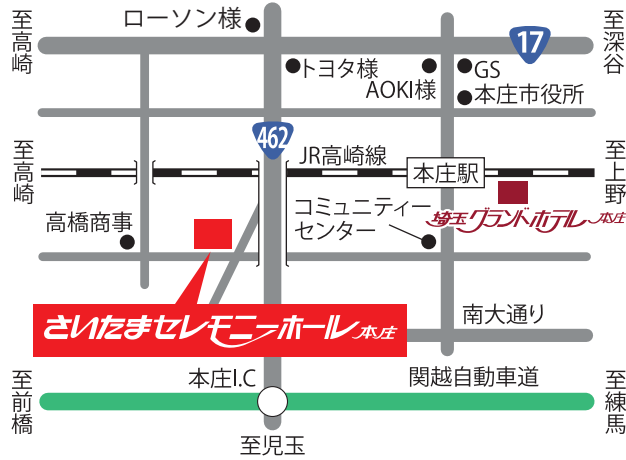 至高崎
ローソン様
17
至深谷
トヨタ様
AOKI様
GS
本庄市役所
462
至高崎
JR高崎線
本庄駅
至上野
高橋商事
コミュニティー
センター
埼玉グランドホテル本庄
さいたまセレモニーホール本庄
南大通り
至前橋
本庄I.C
関越自動車道
至練馬
至児玉